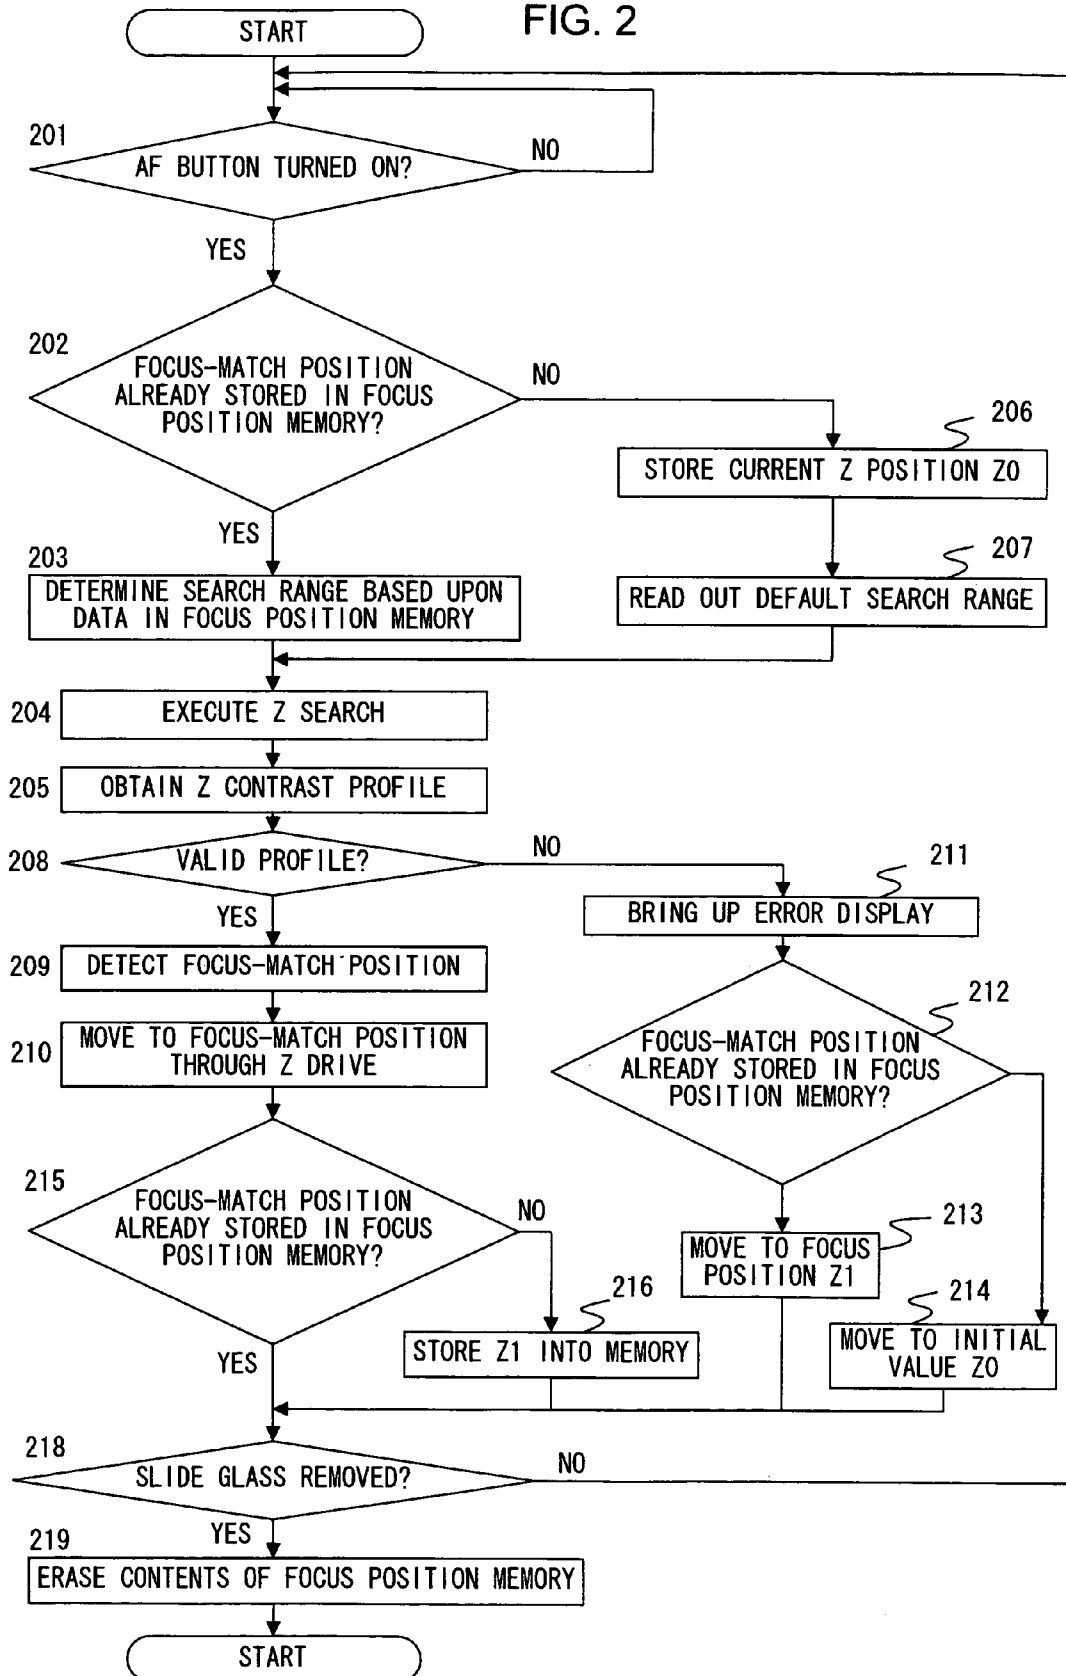 FIG. 2
START
201
AF BUTTON TURNED ON?
NO
YES
202
FOCUS-MATCH POSITION
ALREADY STORED IN FOCUS
POSITION MEMORY?
NO
206
STORE CURRENT Z POSITION Z0
YES
207
READ OUT DEFAULT SEARCH RANGE
203
DETERMINE SEARCH RANGE BASED UPON
DATA IN FOCUS POSITION MEMORY
204
EXECUTE Z SEARCH
205
OBTAIN Z CONTRAST PROFILE
208
VALID PROFILE?
NO
211
BRING UP ERROR DISPLAY
YES
209
DETECT FOCUS-MATCH POSITION
212
FOCUS-MATCH POSITION
ALREADY STORED IN FOCUS
POSITION MEMORY?
210
MOVE TO FOCUS-MATCH POSITION
THROUGH Z DRIVE
215
FOCUS-MATCH POSITION
ALREADY STORED IN FOCUS
POSITION MEMORY?
NO
213
MOVE TO FOCUS
POSITION Z1
216
STORE Z1 INTO MEMORY
214
MOVE TO INITIAL
VALUE Z0
YES
218
SLIDE GLASS REMOVED?
NO
YES
219
ERASE CONTENTS OF FOCUS POSITION MEMORY
START